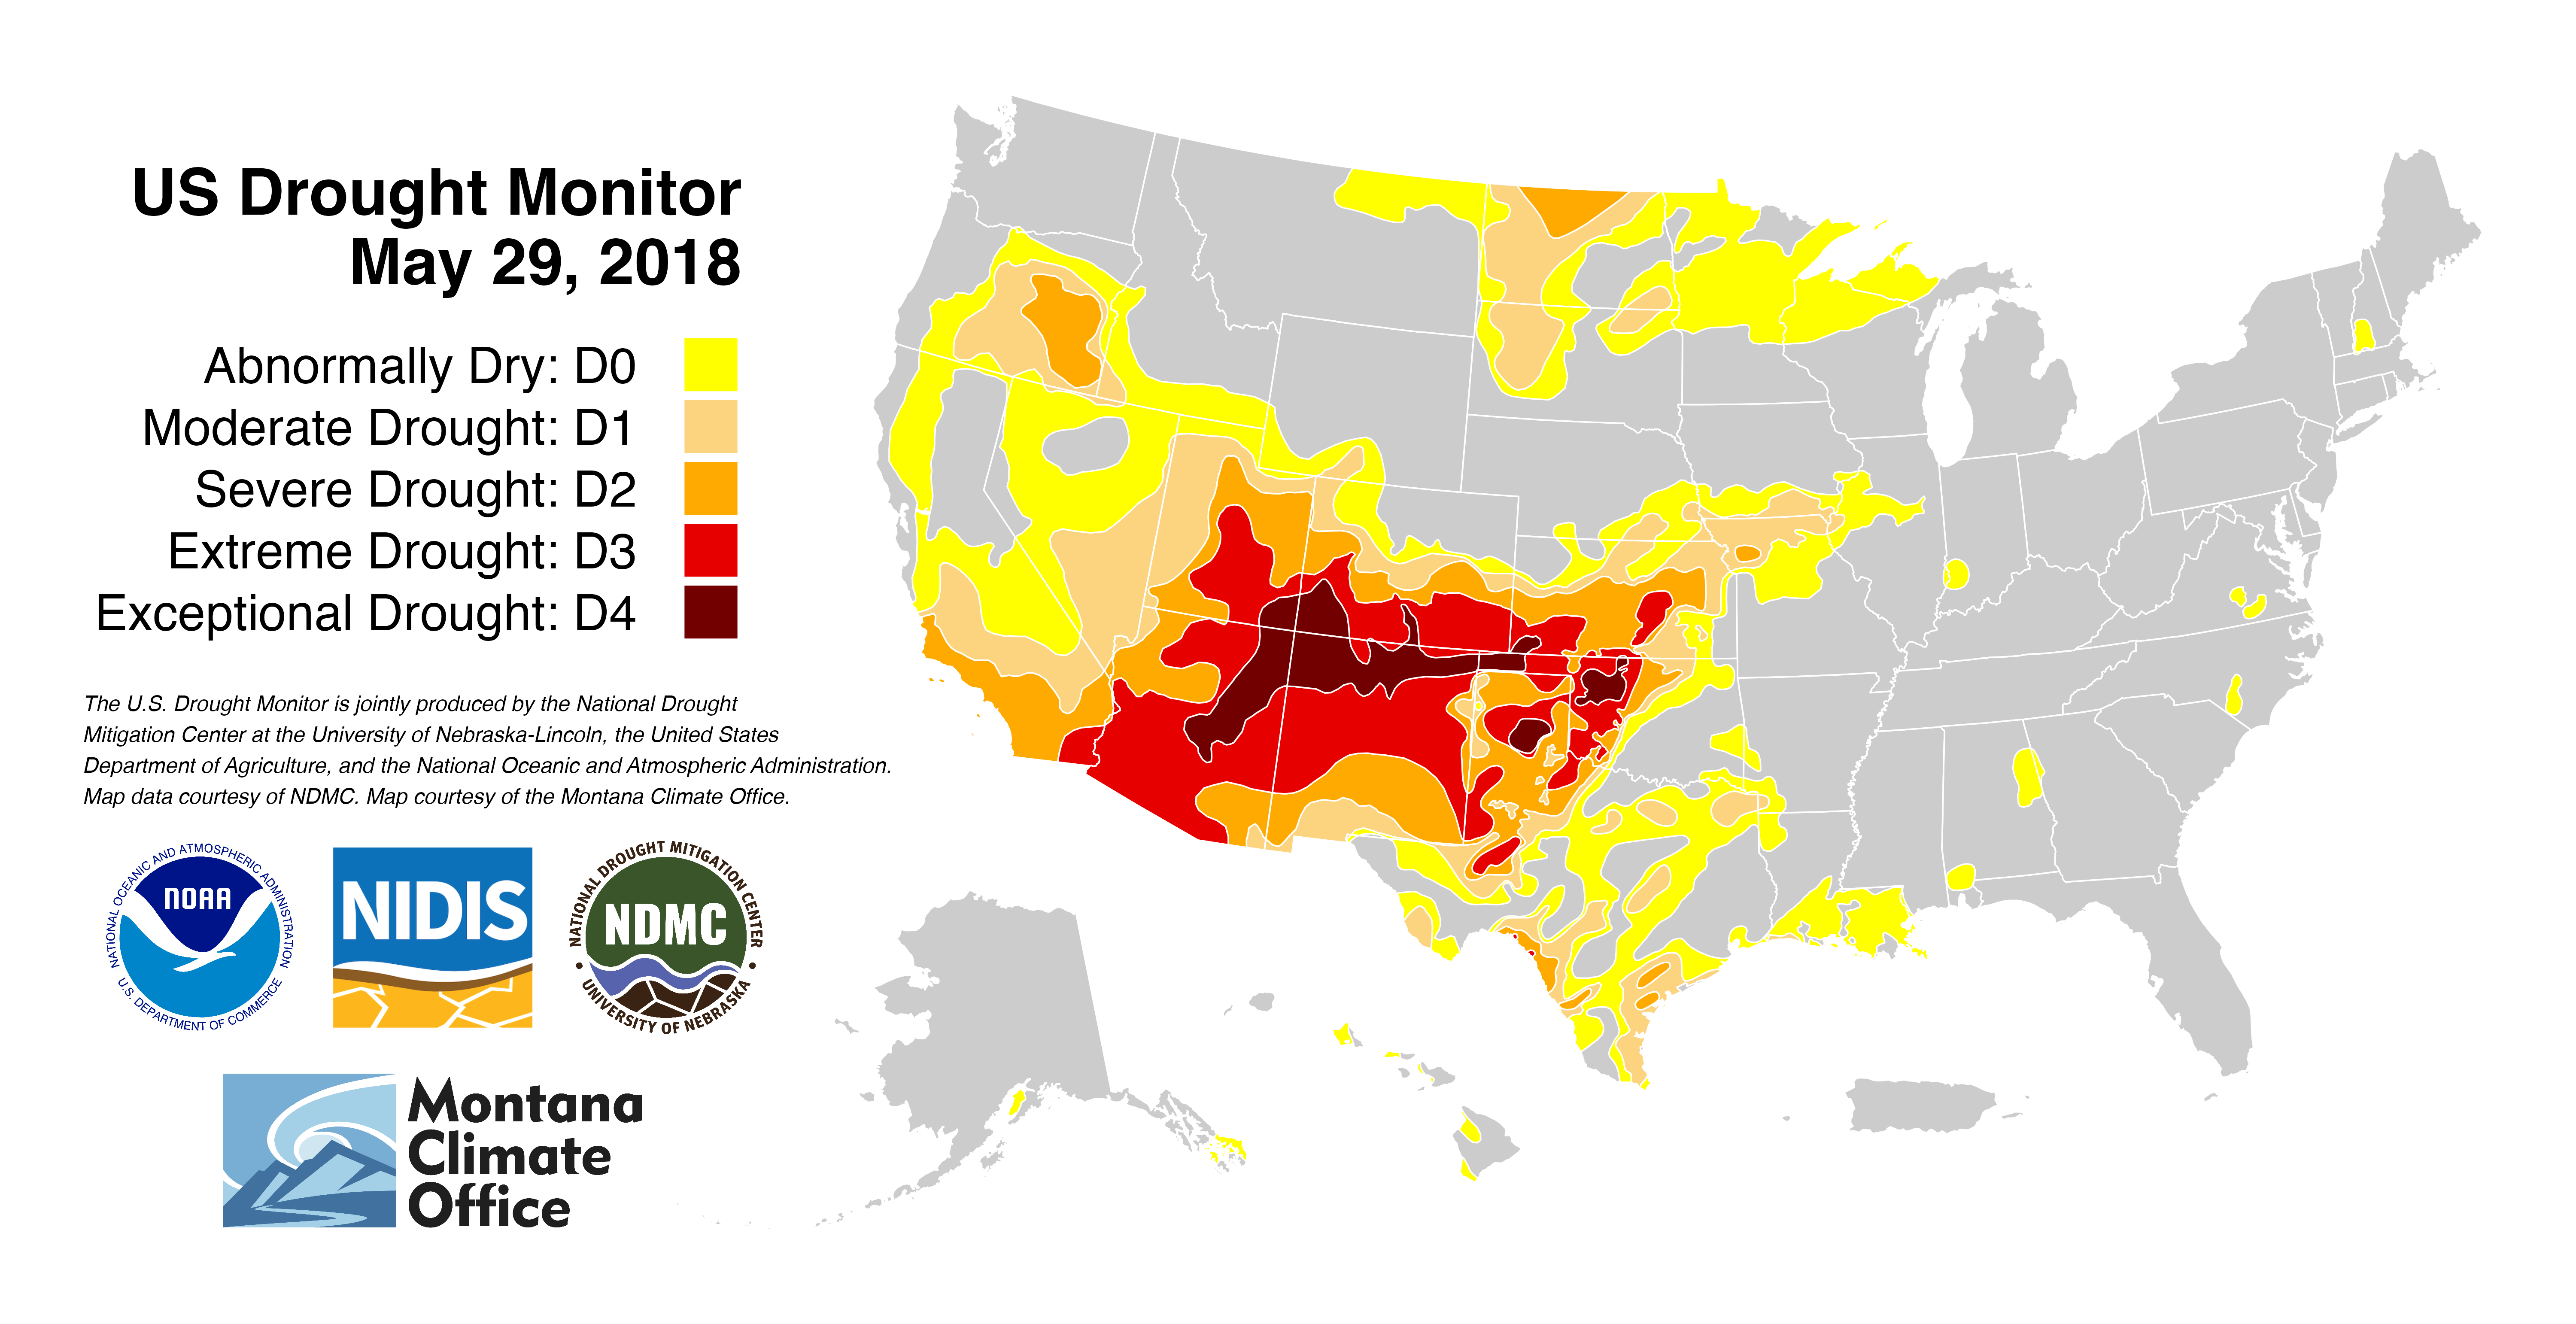 US Drought Monitor
May 29, 2018
Abnormally Dry: D0
Moderate Drought: D1
Severe Drought: D2
Extreme Drought: D3
Exceptional Drought: D4
The U.S. Drought Monitor is jointly produced by the National Drought
Mitigation Center at the University of Nebraska-Lincoln, the United States
Department of Agriculture, and the National Oceanic and Atmospheric Administration.
Map data courtesy of NDMC. Map courtesy of the Montana Climate Office.
NATIONAL OCEANIC AND ATMOSPHERIC ADMINISTRATION
NOAA
U.S. DEPARTMENT OF COMMERCE
NIDIS
NATIONAL DROUGHT MITIGATION CENTER
NDMC
UNIVERSITY OF NEBRASKA
Montana
Climate
Office